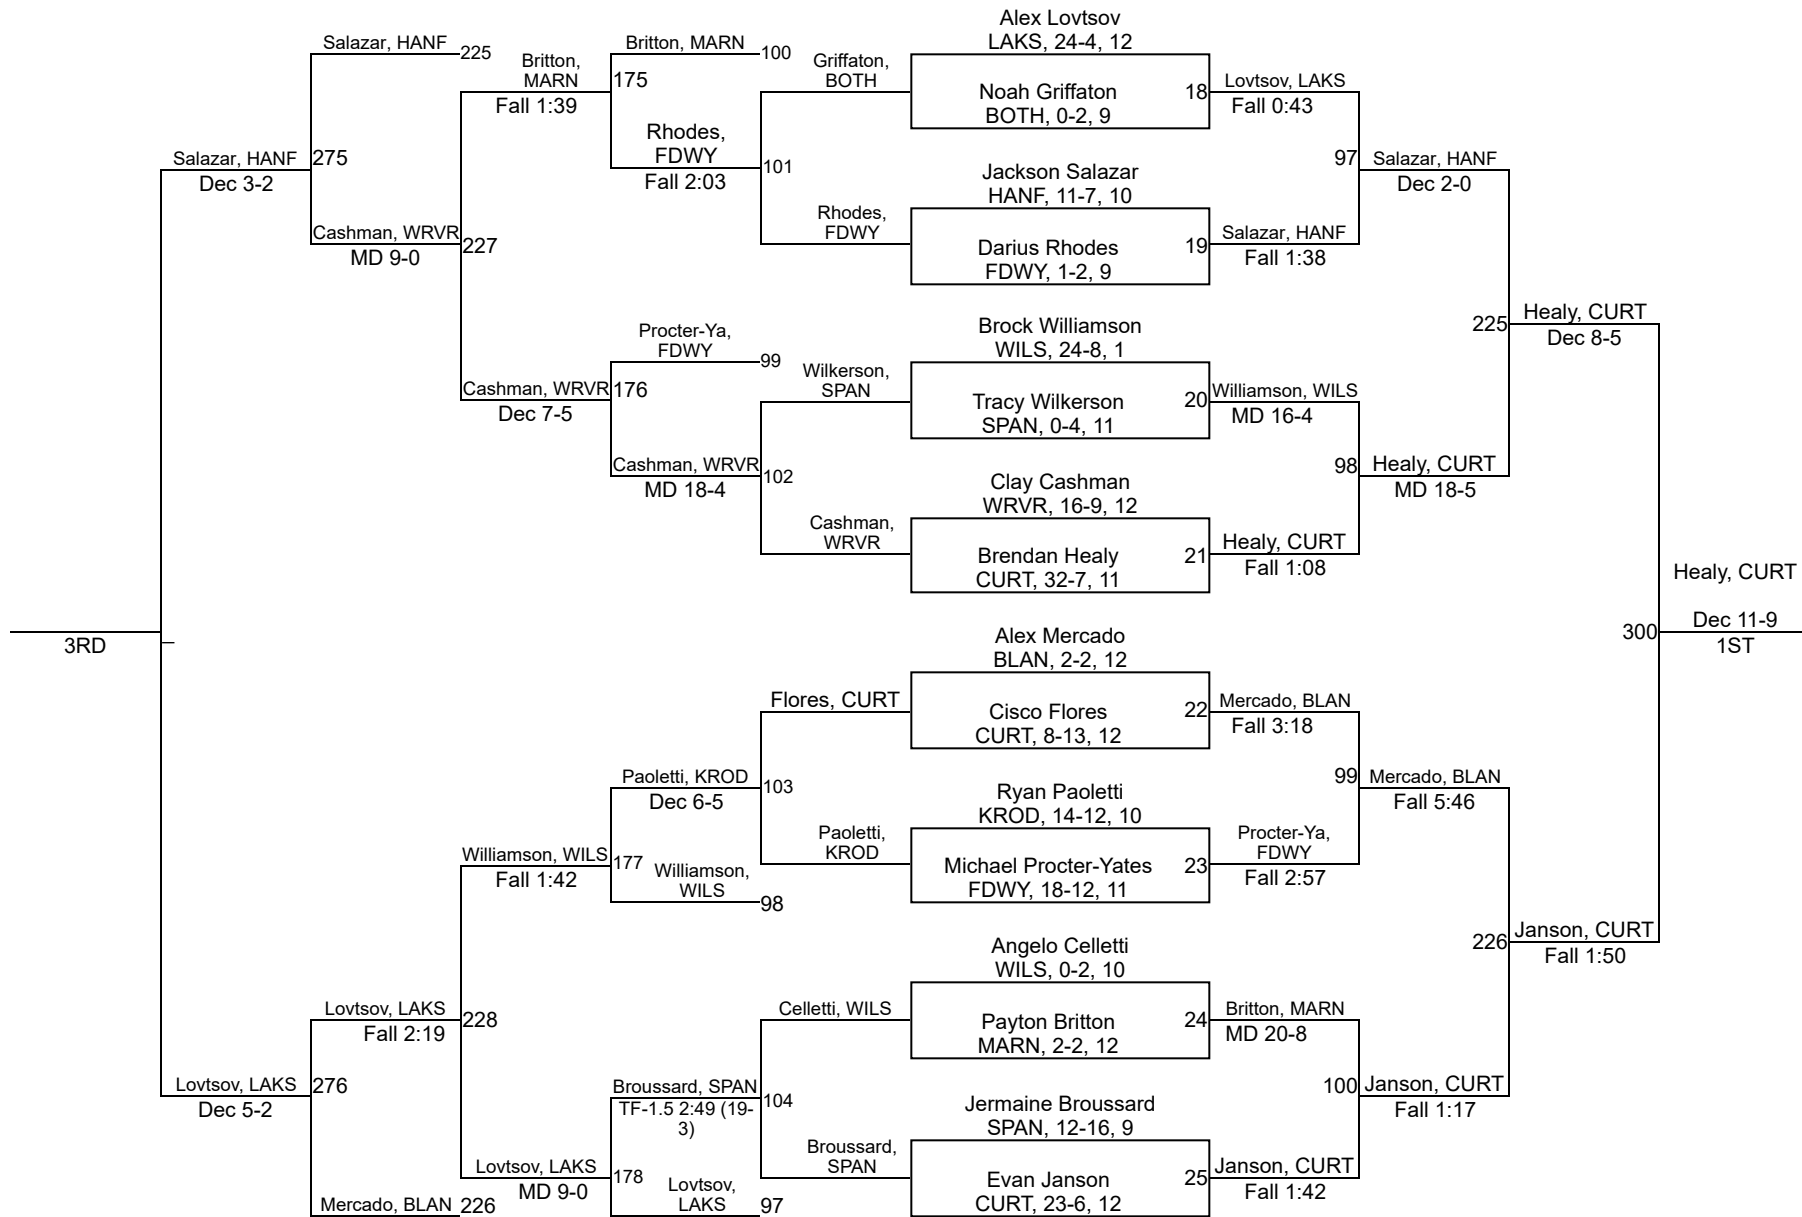 Alex Lovtsov
LAKS, 24-4, 12
Salazar, HANF
225
Britton,
MARN
Fall 1:39
Britton, MARN
100
175
Griffaton,
BOTH
Noah Griffaton
BOTH, 0-2, 9
18
Lovtsov, LAKS
Fall 0:43
Rhodes,
FDWY
Fall 2:03
101
Salazar, HANF
Dec 3-2
275
Jackson Salazar
HANF, 11-7, 10
97
Salazar, HANF
Dec 2-0
Cashman, WRVR
MD 9-0
227
Rhodes,
FDWY
Darius Rhodes
FDWY, 1-2, 9
19
Salazar, HANF
Fall 1:38
Procter-Ya,
FDWY
99
Brock Williamson
WILS, 24-8, 1
225
Healy, CURT
Dec 8-5
Cashman, WRVR
Dec 7-5
176
Wilkerson,
SPAN
Tracy Wilkerson
SPAN, 0-4, 11
20
Williamson, WILS
MD 16-4
Cashman, WRVR
MD 18-4
102
Clay Cashman
WRVR, 16-9, 12
98
Healy, CURT
MD 18-5
Cashman,
WRVR
Brendan Healy
CURT, 32-7, 11
21
Healy, CURT
Fall 1:08
Healy, CURT
3RD
Alex Mercado
BLAN, 2-2, 12
300
Dec 11-9
1ST
Flores, CURT
Cisco Flores
CURT, 8-13, 12
22
Mercado, BLAN
Fall 3:18
Paoletti, KROD
Dec 6-5
103
Ryan Paoletti
KROD, 14-12, 10
99
Mercado, BLAN
Fall 5:46
Williamson, WILS
Fall 1:42
177
Williamson,
WILS
98
Paoletti,
KROD
Michael Procter-Yates
FDWY, 18-12, 11
23
Procter-Ya,
FDWY
Fall 2:57
Angelo Celletti
WILS, 0-2, 10
226
Janson, CURT
Fall 1:50
Lovtsov, LAKS
Fall 2:19
228
Celletti, WILS
Payton Britton
MARN, 2-2, 12
24
Britton, MARN
MD 20-8
Lovtsov, LAKS
Dec 5-2
276
Broussard, SPAN
TF-1.5 2:49 (19-
3)
104
Jermaine Broussard
SPAN, 12-16, 9
100
Janson, CURT
Fall 1:17
Lovtsov, LAKS
MD 9-0
178
Broussard,
SPAN
Evan Janson
CURT, 23-6, 12
25
Janson, CURT
Fall 1:42
Mercado, BLAN
226
Lovtsov,
LAKS
97